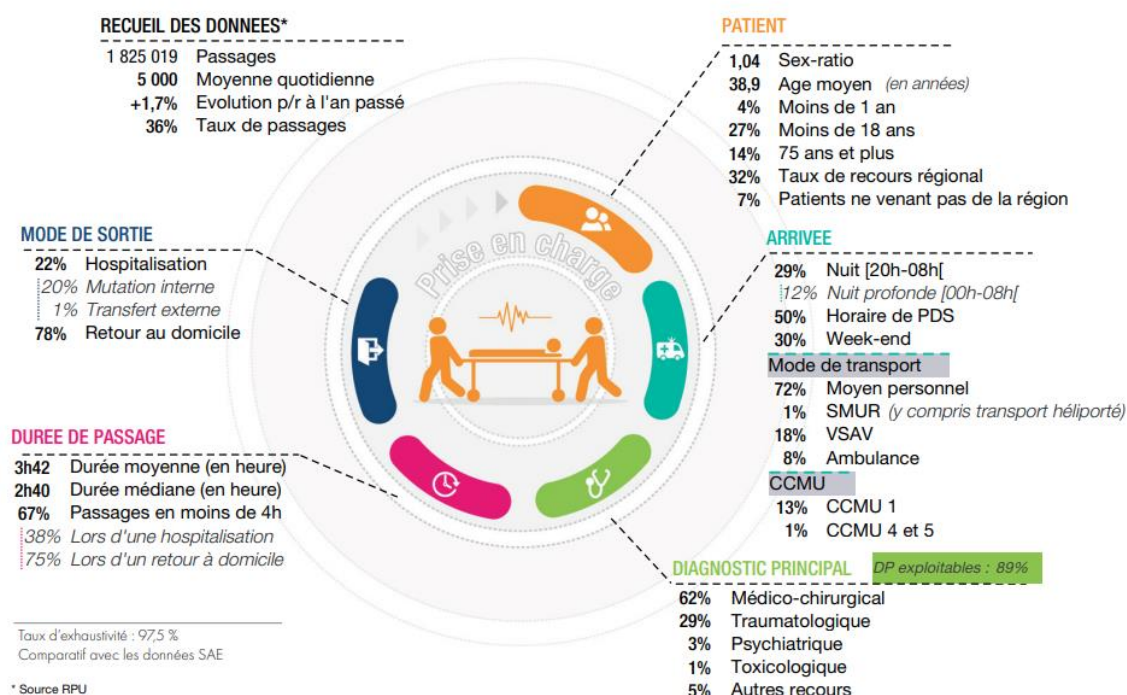 RECUEIL DES DONNEES*
1 825 019 Passages
5 000 Moyenne quotidienne
+1,7% Evolution p/r à l'an passé
36% Taux de passages
PATIENT
1,04 Sex-ratio
38,9 Age moyen (en années)
4% Moins de 1 an
27% Moins de 18 ans
14% 75 ans et plus
32% Taux de recours régional
7% Patients ne venant pas de la région
MODE DE SORTIE
22% Hospitalisation
20% Mutation interne
1% Transfert externe
78% Retour au domicile
Prise en charge
ARRIVEE
29% Nuit [20h-08h[
12% Nuit profonde [00h-08h[
50% Horaire de PDS
30% Week-end
Mode de transport
72% Moyen personnel
1% SMUR (y compris transport héliporté)
18% VSAV
8% Ambulance
CCMU
13% CCMU 1
1% CCMU 4 et 5
DUREE DE PASSAGE
3h42 Durée moyenne (en heure)
2h40 Durée médiane (en heure)
67% Passages en moins de 4h
38% Lors d'une hospitalisation
75% Lors d'un retour à domicile
DIAGNOSTIC PRINCIPAL DP exploitables : 89%
62% Médico-chirurgical
29% Traumatologique
3% Psychiatrique
1% Toxicologique
5% Autres recours
Taux d'exhaustivité : 97,5 %
Comparatif avec les données SAE
* Source RPU